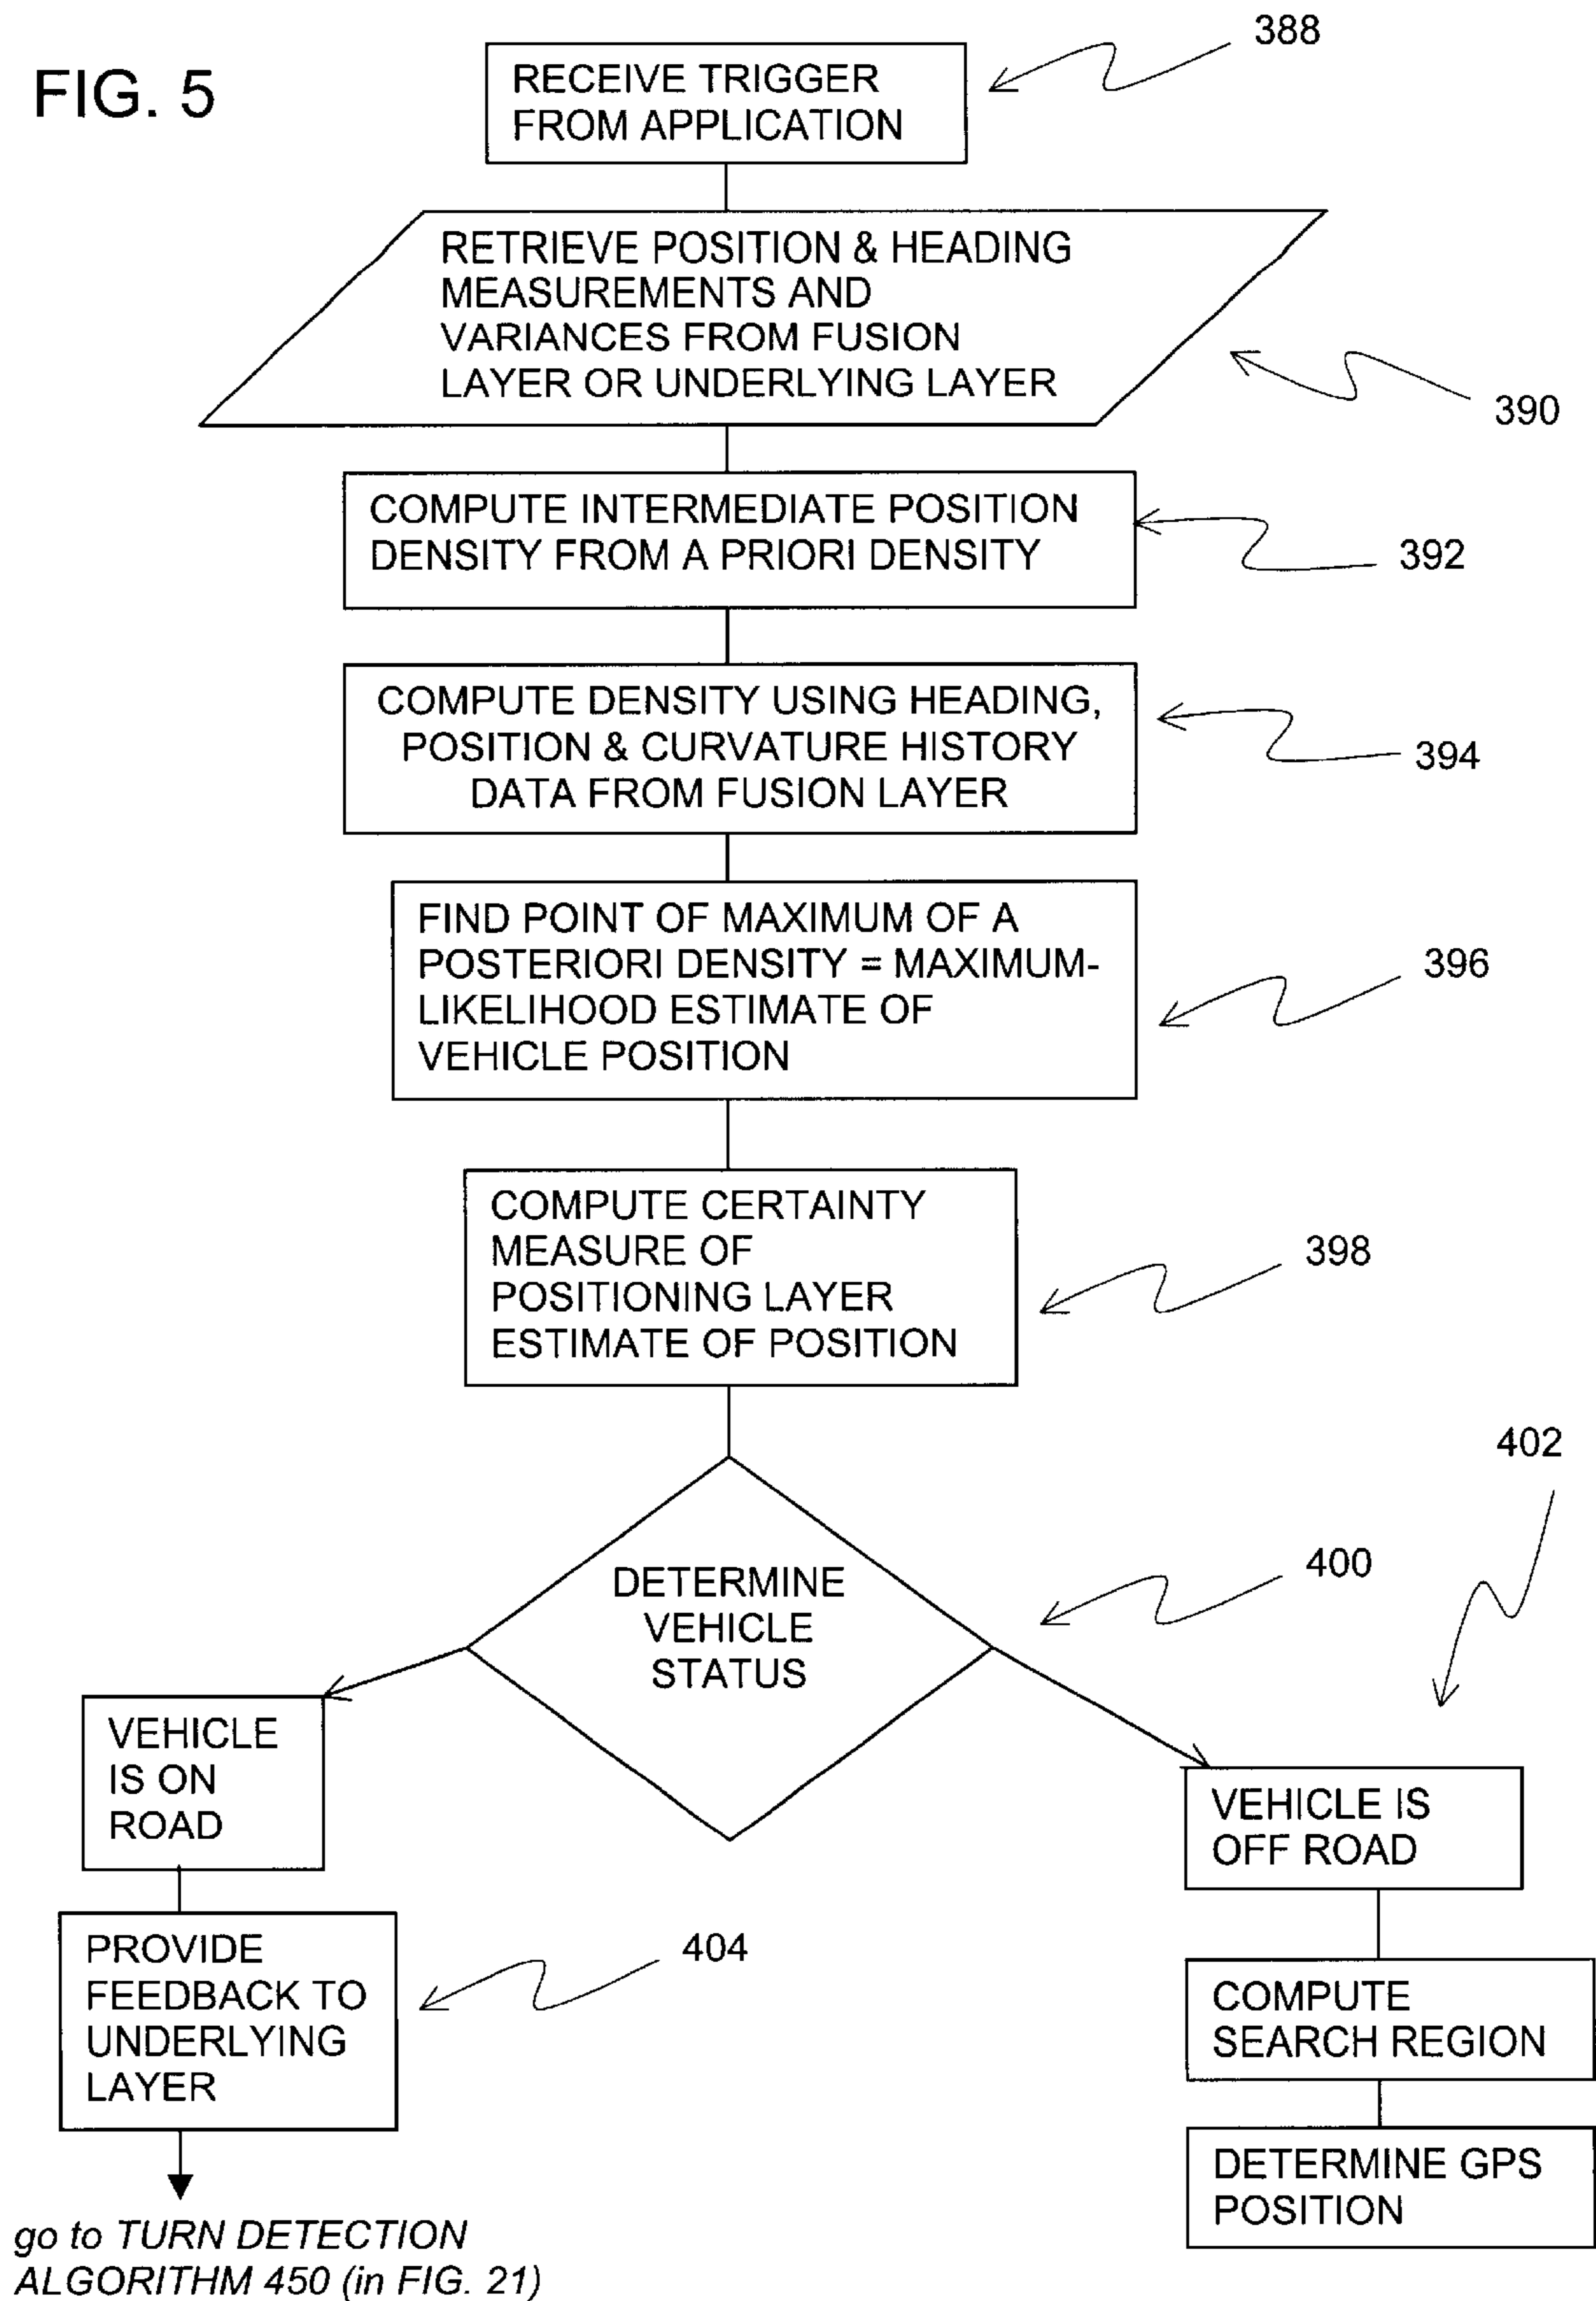 FIG. 5
388
RECEIVE TRIGGER
FROM APPLICATION
RETRIEVE POSITION & HEADING
MEASUREMENTS AND
VARIANCES FROM FUSION
LAYER OR UNDERLYING LAYER
390
COMPUTE INTERMEDIATE POSITION
DENSITY FROM A PRIORI DENSITY
392
COMPUTE DENSITY USING HEADING,
POSITION & CURVATURE HISTORY
DATA FROM FUSION LAYER
394
FIND POINT OF MAXIMUM OF A
POSTERIORI DENSITY = MAXIMUM-
LIKELIHOOD ESTIMATE OF
VEHICLE POSITION
396
COMPUTE CERTAINTY
MEASURE OF
POSITIONING LAYER
ESTIMATE OF POSITION
398
402
400
DETERMINE
VEHICLE
STATUS
VEHICLE
IS ON
ROAD
VEHICLE IS
OFF ROAD
PROVIDE
FEEDBACK TO
UNDERLYING
LAYER
404
COMPUTE
SEARCH REGION
DETERMINE GPS
POSITION
go to TURN DETECTION
ALGORITHM 450 (in FIG. 21)